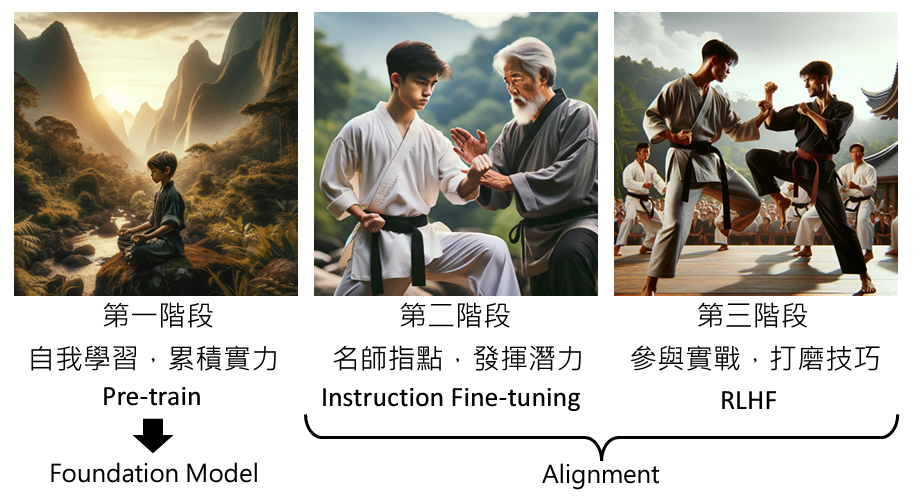 第一階段
自我學習，累積實力
Pre-train
Foundation Model
第二階段
名師指點，發揮潛力
Instruction Fine-tuning
第三階段
參與實戰，打磨技巧
RLHF
Alignment